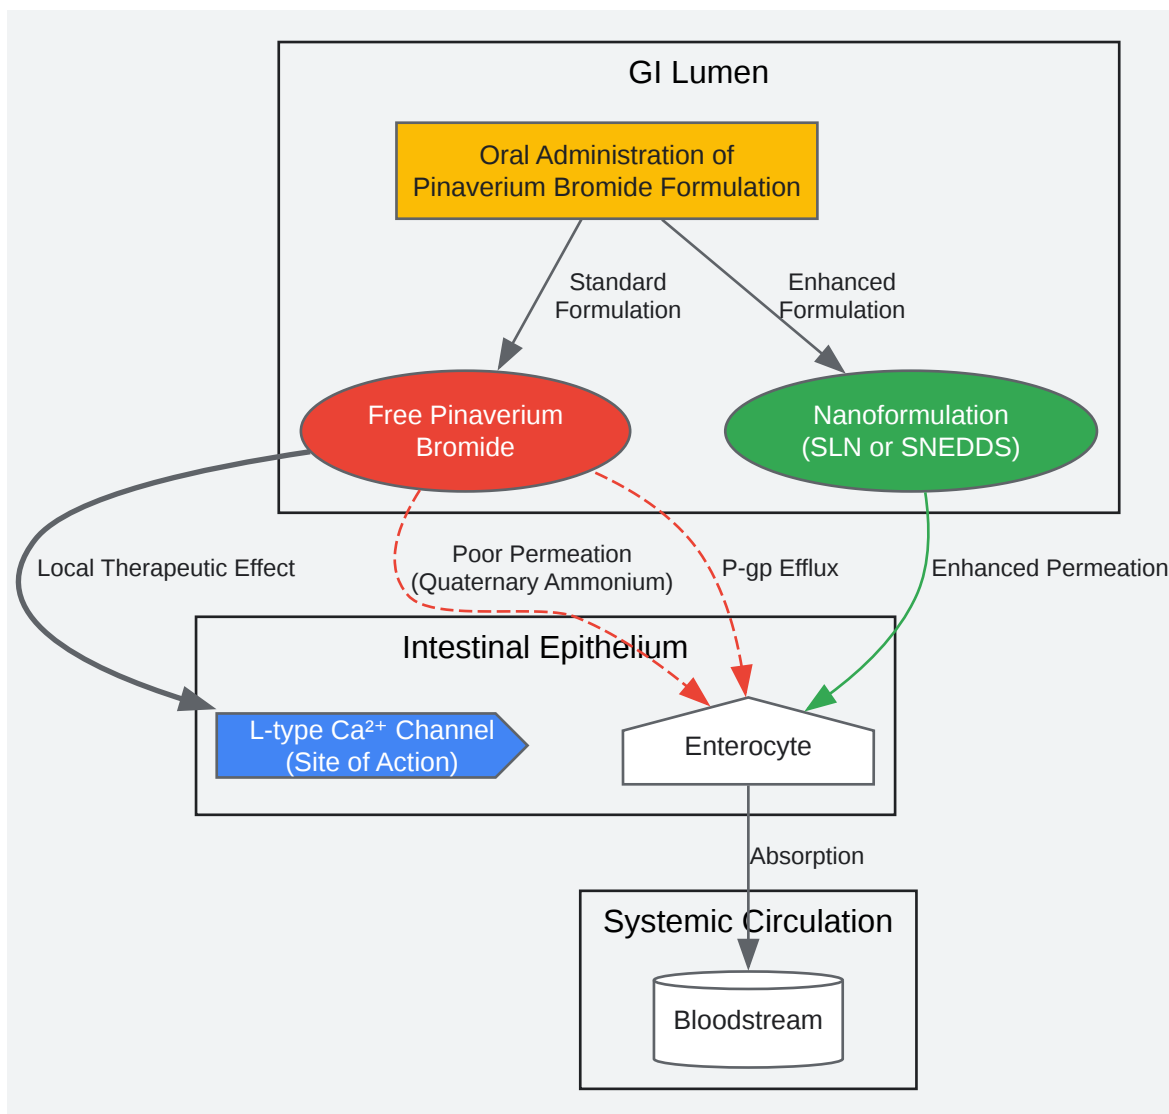 GI Lumen
Oral Administration of
Pinaverium Bromide Formulation
Standard
Formulation
Enhanced
Formulation
Free Pinaverium
Bromide
Nanoformulation
(SLN or SNEDDS)
Local Therapeutic Effect
Poor Permeation
(Quaternary Ammonium)
P-gp Efflux
Enhanced Permeation
Intestinal Epithelium
L-type Ca²⁺ Channel
(Site of Action)
Enterocyte
Absorption
Systemic Circulation
Bloodstream